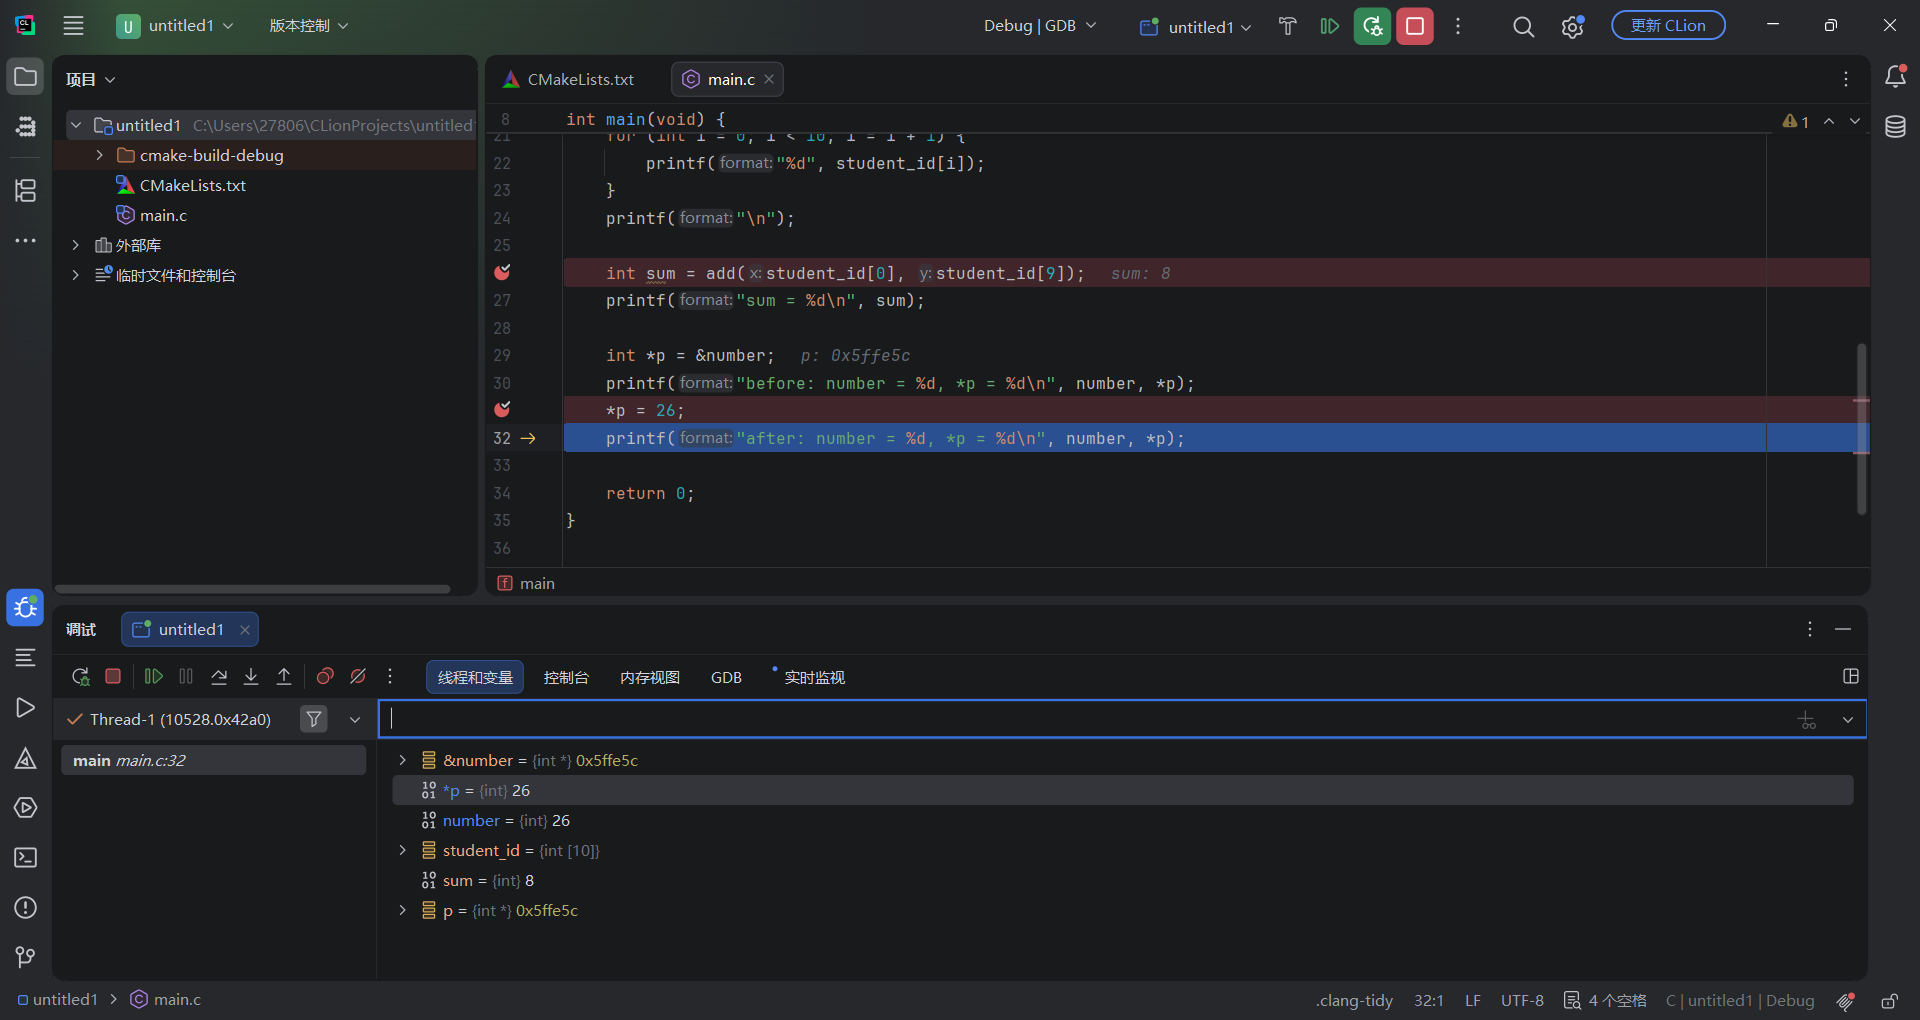 U untitled1 版本控制 Debug | GDB untitled1 更新 CLion
项目
untitled1 C:\Users\27806\CLionProjects\untitled
cmake-build-debug
CMakeLists.txt
main.c
外部库
临时文件和控制台
CMakeLists.txt main.c
8 int main(void) { 1
21 for (int i = 0; i < 10; i = i + 1) {
22 printf( format: "%d", student_id[i]);
23 }
24 printf( format: "\n");
25
int sum = add( x: student_id[0], y: student_id[9]); sum: 8
27 printf( format: "sum = %d\n", sum);
28
29 int *p = &number; p: 0x5ffe5c
30 printf( format: "before: number = %d, *p = %d\n", number, *p);
*p = 26;
32 printf( format: "after: number = %d, *p = %d\n", number, *p);
33
34 return 0;
35 }
36
f main
调试 untitled1
线程和变量 控制台 内存视图 GDB 实时监视
Thread-1 (10528.0x42a0)
main main.c:32
&number = {int *} 0x5ffe5c
*p = {int} 26
number = {int} 26
student_id = {int [10]}
sum = {int} 8
p = {int *} 0x5ffe5c
untitled1 main.c .clang-tidy 32:1 LF UTF-8 4 个空格 C | untitled1 | Debug